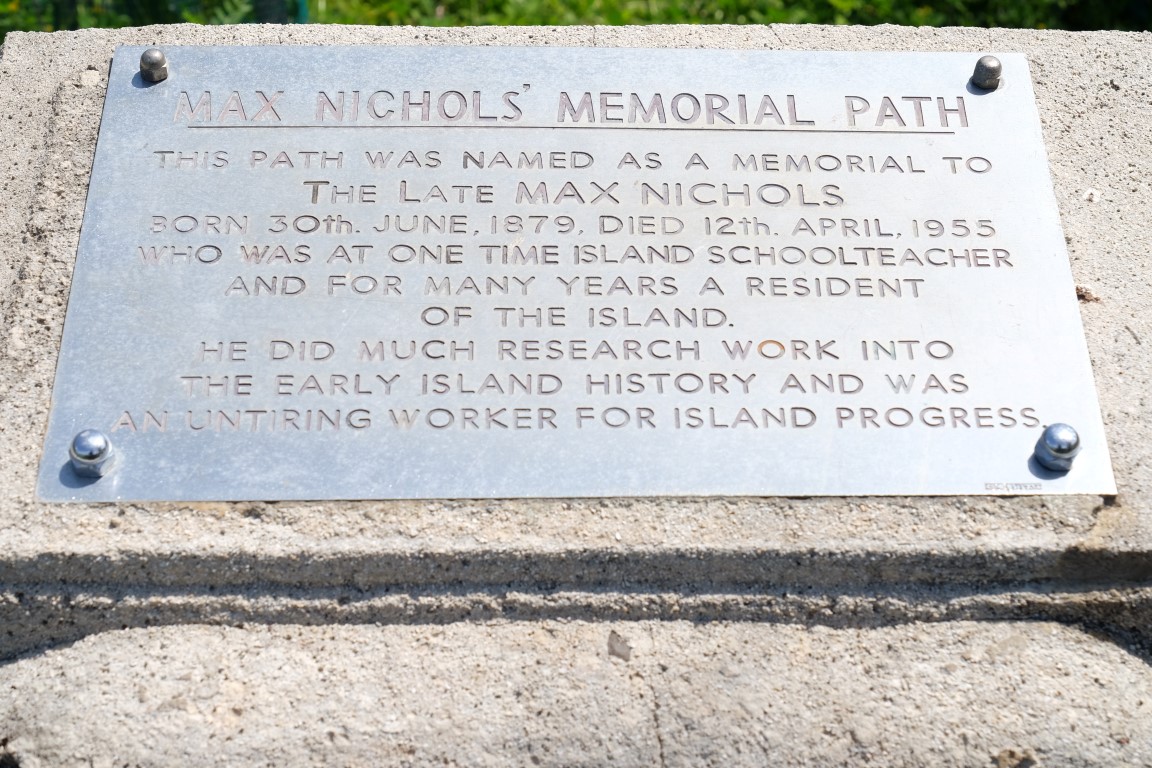 MAX NICHOLS' MEMORIAL PATH
THIS PATH WAS NAMED AS A MEMORIAL TO
THE LATE MAX NICHOLS
BORN 30th. JUNE, 1879, DIED 12th. APRIL, 1955
WHO WAS AT ONE TIME ISLAND SCHOOLTEACHER
AND FOR MANY YEARS A RESIDENT
OF THE ISLAND.
HE DID MUCH RESEARCH WORK INTO
THE EARLY ISLAND HISTORY AND WAS
AN UNTIRING WORKER FOR ISLAND PROGRESS.